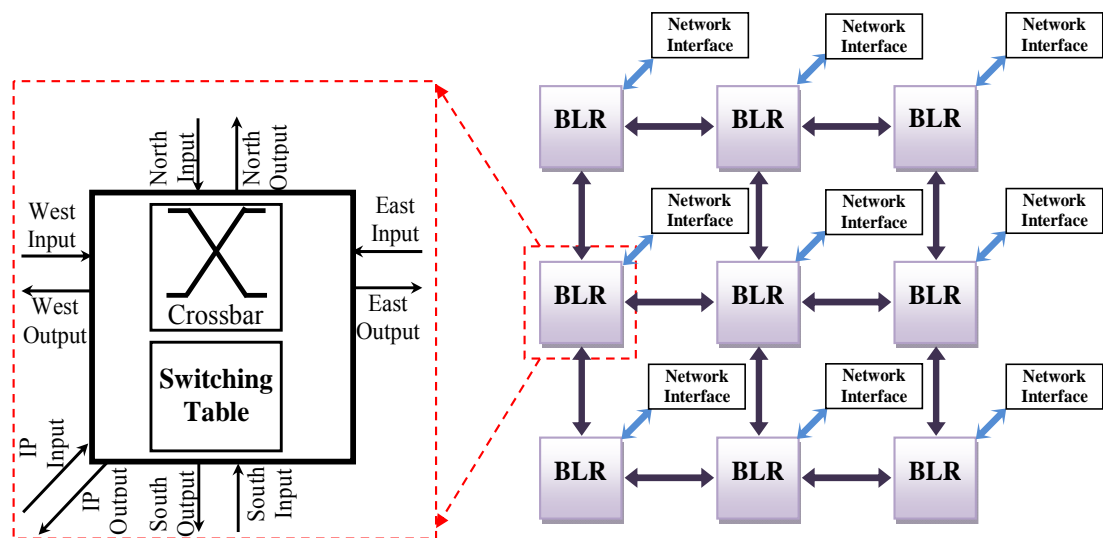 North
Input
North
Output
West
Input
East
Input
West
Output
East
Output
Crossbar
Switching
Table
IP
Input
IP
Output
South
Output
South
Input
Network
Interface
Network
Interface
Network
Interface
BLR
BLR
BLR
Network
Interface
Network
Interface
Network
Interface
BLR
BLR
BLR
Network
Interface
Network
Interface
Network
Interface
BLR
BLR
BLR